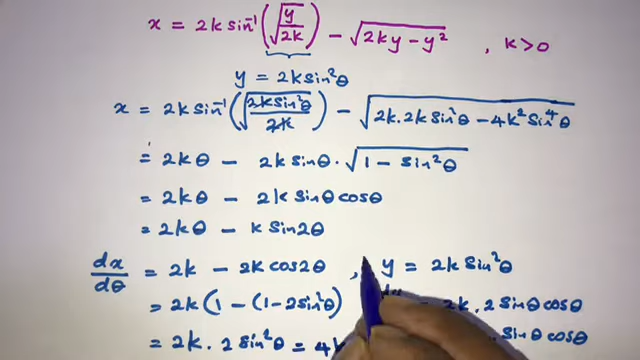 x = 2k sin⁻¹(√(y/2k)) − √(2ky − y²) , k > 0
y = 2k sin²θ
x = 2k sin⁻¹(√(2k sin²θ/2k)) − √(2k.2k sin²θ − 4k² sin⁴θ)
= 2kθ − 2k sinθ . √(1 − sin²θ)
= 2kθ − 2k sinθ cosθ
= 2kθ − k sin2θ
dx/dθ = 2k − 2k cos2θ , y = 2k sin²θ
= 2k(1 − (1 − 2sin²θ) = 2k . 2 sinθ cosθ
= 2k . 2 sin²θ = 4k sinθ cosθ